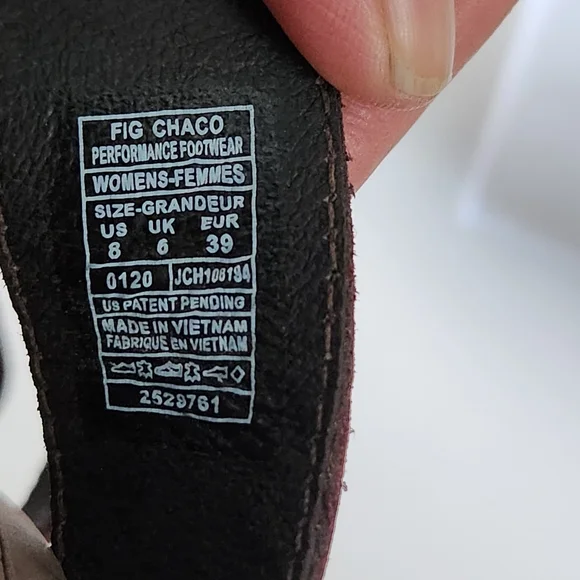 FIG CHACO
PERFORMANCE FOOTWEAR
WOMENS-FEMMES
SIZE-GRANDEUR
US UK EUR
8 6 39
0120 JCH108194
US PATENT PENDING
MADE IN VIETNAM
FABRIQUE EN VIETNAM
2529761